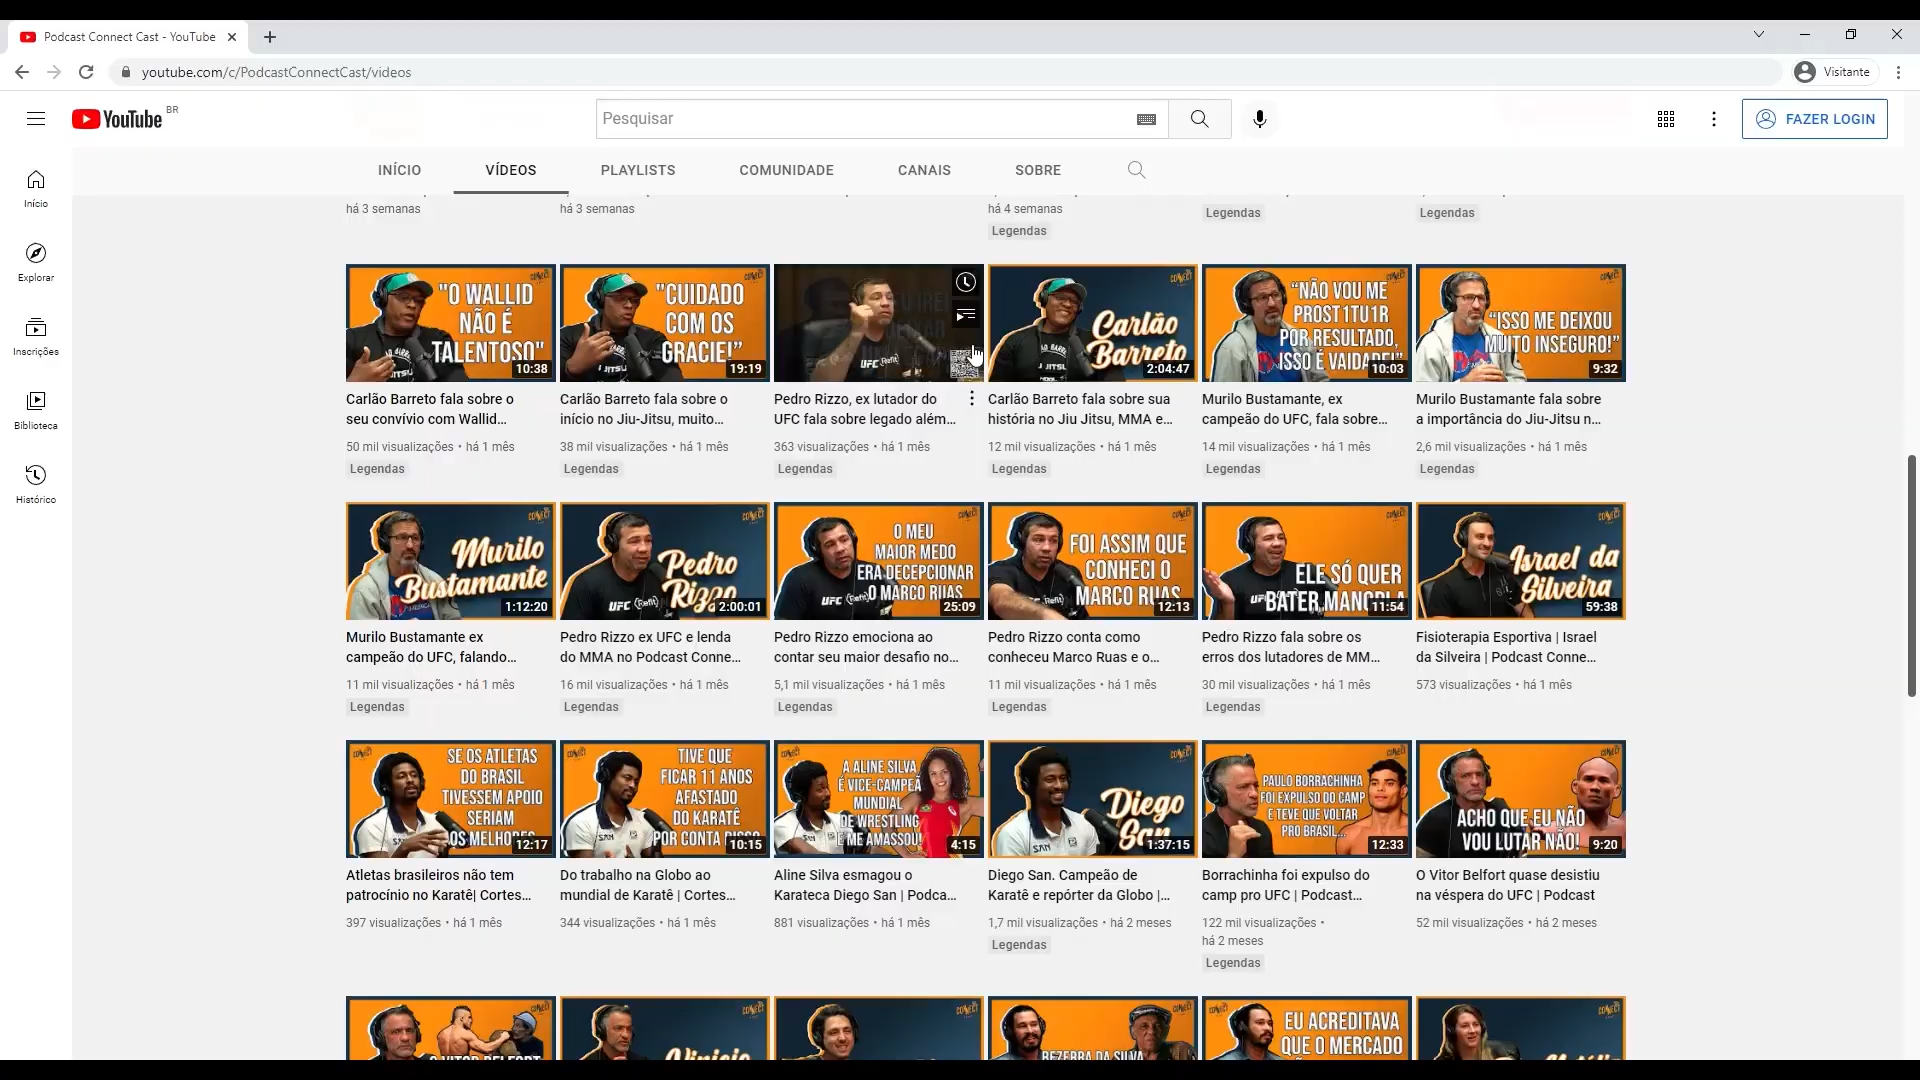 Podcast Connect Cast - YouTube
youtube.com/c/PodcastConnectCast/videos
Visitante
YouTube BR
Pesquisar
FAZER LOGIN
INÍCIO VÍDEOS PLAYLISTS COMUNIDADE CANAIS SOBRE
Início
Explorar
Inscrições
Biblioteca
Histórico
há 3 semanas há 3 semanas há 4 semanas
Legendas Legendas Legendas
"O WALLID
NÃO É
TALENTOSO"
10:38
"CUIDADO
COM OS
GRACIE!"
19:19
UFC Refit
Carlão
Barreto
2:04:47
"NÃO VOU ME
PROST1TU1R
POR RESULTADO,
ISSO É VAIDADE!"
10:03
"ISSO ME DEIXOU
MUITO INSEGURO!"
9:32
Carlão Barreto fala sobre o
seu convívio com Wallid...
50 mil visualizações • há 1 mês
Legendas
Carlão Barreto fala sobre o
início no Jiu-Jitsu, muito...
38 mil visualizações • há 1 mês
Legendas
Pedro Rizzo, ex lutador do
UFC fala sobre legado além...
363 visualizações • há 1 mês
Legendas
Carlão Barreto fala sobre sua
história no Jiu Jitsu, MMA e...
12 mil visualizações • há 1 mês
Legendas
Murilo Bustamante, ex
campeão do UFC, fala sobre...
14 mil visualizações • há 1 mês
Legendas
Murilo Bustamante fala sobre
a importância do Jiu-Jitsu n...
2,6 mil visualizações • há 1 mês
Legendas
Murilo
Bustamante
1:12:20
Pedro
Rizzo
UFC Refit
2:00:01
O MEU
MAIOR MEDO
ERA DECEPCIONAR
O MARCO RUAS
25:09
FOI ASSIM QUE
CONHECI O
MARCO RUAS
12:13
ELE SÓ QUER
BATER MANOPLA
11:54
Israel da
Silveira
59:38
Murilo Bustamante ex
campeão do UFC, falando...
11 mil visualizações • há 1 mês
Legendas
Pedro Rizzo ex UFC e lenda
do MMA no Podcast Conne...
16 mil visualizações • há 1 mês
Legendas
Pedro Rizzo emociona ao
contar seu maior desafio no...
5,1 mil visualizações • há 1 mês
Legendas
Pedro Rizzo conta como
conheceu Marco Ruas e o...
11 mil visualizações • há 1 mês
Legendas
Pedro Rizzo fala sobre os
erros dos lutadores de MM...
30 mil visualizações • há 1 mês
Legendas
Fisioterapia Esportiva | Israel
da Silveira | Podcast Conne...
573 visualizações • há 1 mês
SE OS ATLETAS
DO BRASIL
TIVESSEM APOIO
SERIAM
OS MELHORES
12:17
TIVE QUE
FICAR 11 ANOS
AFASTADO
DO KARATÊ
POR CONTA DISSO
10:15
A ALINE SILVA
É VICE-CAMPEÃ
MUNDIAL
DE WRESTLING
E ME AMASSOU!
4:15
Diego
San
1:37:15
PAULO BORRACHINHA
FOI EXPULSO DO CAMP
E TEVE QUE VOLTAR
PRO BRASIL...
12:33
ACHO QUE EU NÃO
VOU LUTAR NÃO!
9:20
Atletas brasileiros não tem
patrocínio no Karatê| Cortes...
397 visualizações • há 1 mês
Do trabalho na Globo ao
mundial de Karatê | Cortes...
344 visualizações • há 1 mês
Aline Silva esmagou o
Karateca Diego San | Podca...
881 visualizações • há 1 mês
Diego San. Campeão de
Karatê e repórter da Globo |...
1,7 mil visualizações • há 2 meses
Legendas
Borrachinha foi expulso do
camp pro UFC | Podcast...
122 mil visualizações •
há 2 meses
Legendas
O Vitor Belfort quase desistiu
na véspera do UFC | Podcast
52 mil visualizações • há 2 meses
O VITOR BELFORT
Vinicio
BEZERRA DA SILVA
EU ACREDITAVA
QUE O MERCADO